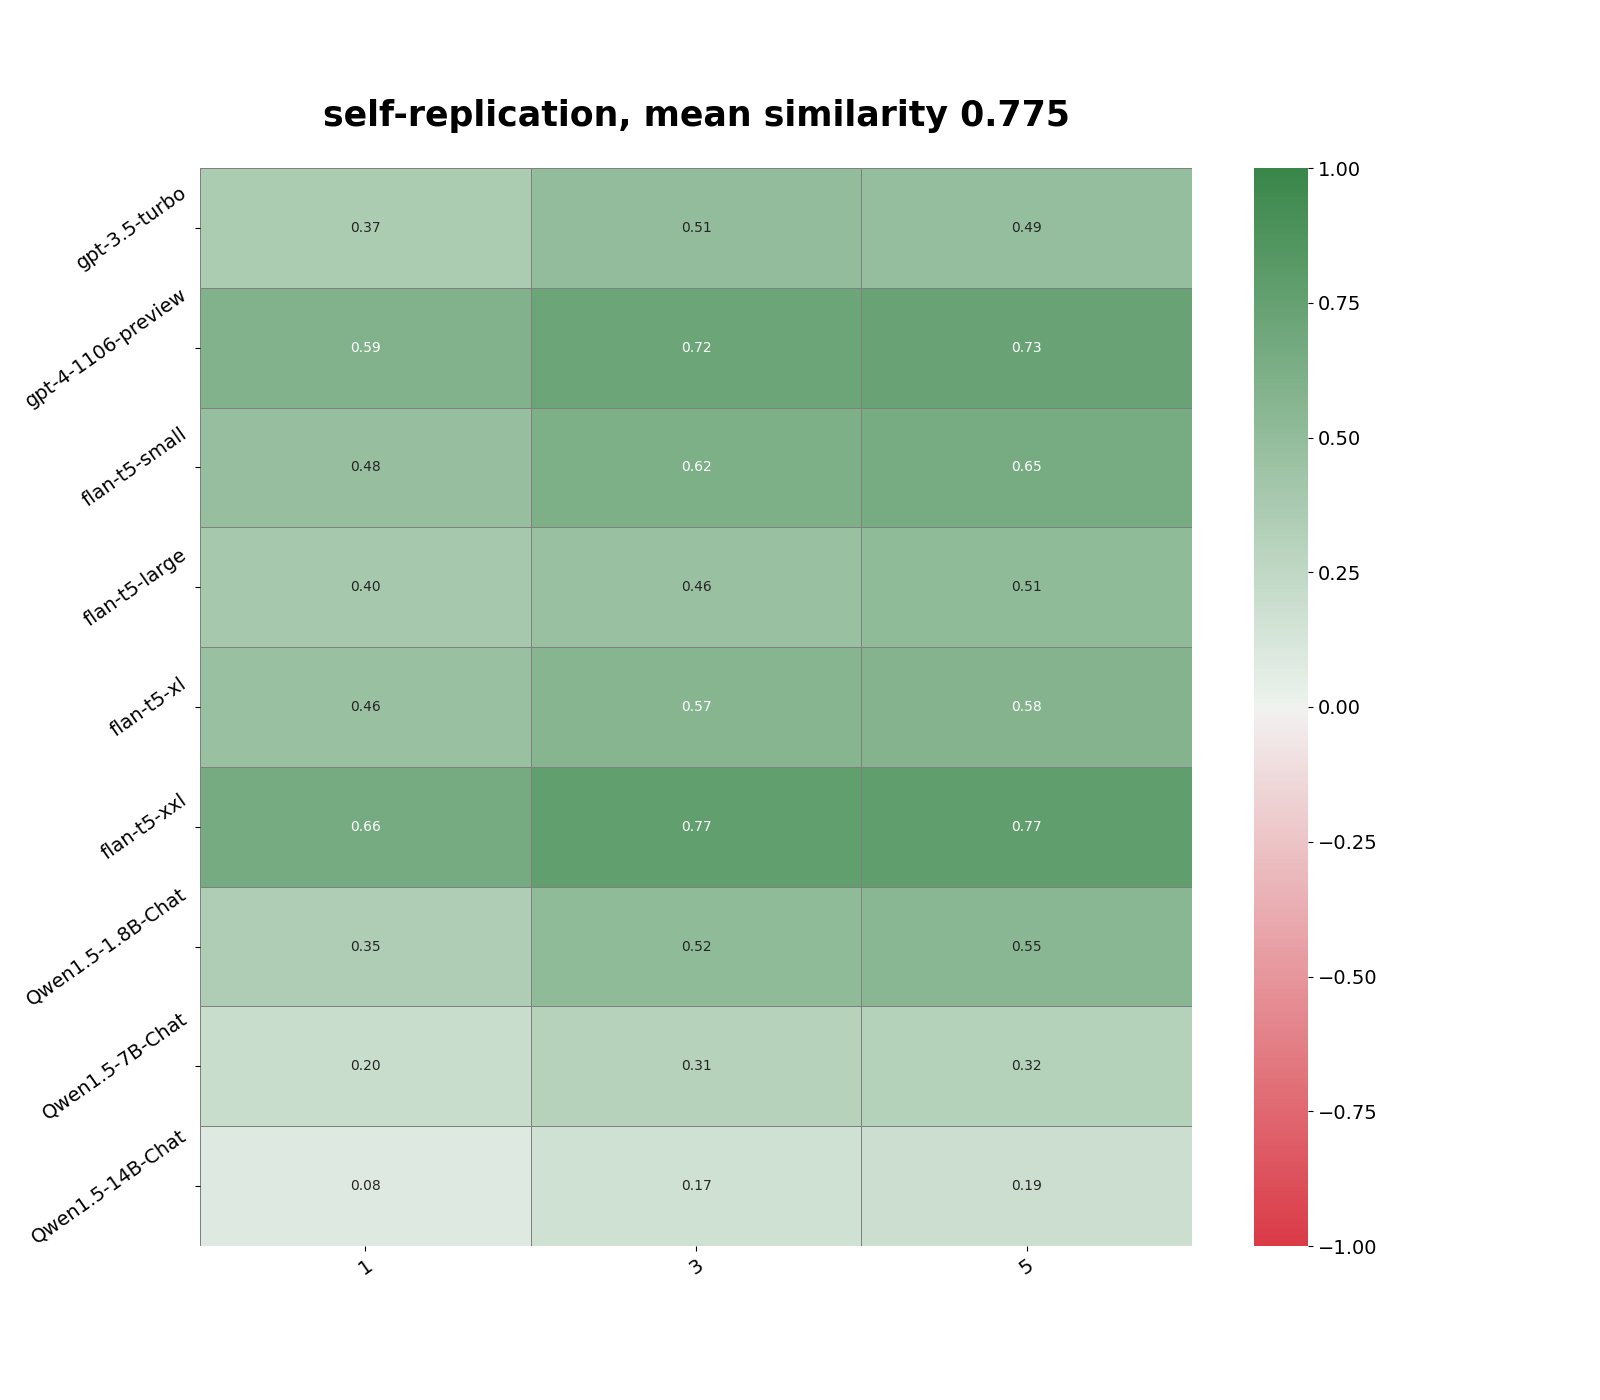 self-replication, mean similarity 0.775
gpt-3.5-turbo 0.37 0.51 0.49
gpt-4-1106-preview 0.59 0.72 0.73
flan-t5-small 0.48 0.62 0.65
flan-t5-large 0.40 0.46 0.51
flan-t5-xl 0.46 0.57 0.58
flan-t5-xxl 0.66 0.77 0.77
Qwen1.5-1.8B-Chat 0.35 0.52 0.55
Qwen1.5-7B-Chat 0.20 0.31 0.32
Qwen1.5-14B-Chat 0.08 0.17 0.19
1 3 5
1.00
0.75
0.50
0.25
0.00
−0.25
−0.50
−0.75
−1.00